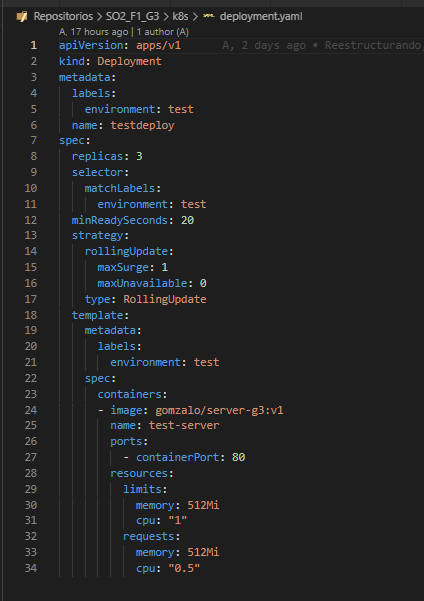 Repositorios > SO2_F1_G3 > k8s > deployment.yaml
A, 17 hours ago | 1 author (A)
1 apiVersion: apps/v1 A, 2 days ago • Reestructurando,
2 kind: Deployment
3 metadata:
4   labels:
5     environment: test
6   name: testdeploy
7 spec:
8   replicas: 3
9   selector:
10     matchLabels:
11       environment: test
12   minReadySeconds: 20
13   strategy:
14     rollingUpdate:
15       maxSurge: 1
16       maxUnavailable: 0
17     type: RollingUpdate
18   template:
19     metadata:
20       labels:
21         environment: test
22     spec:
23       containers:
24       - image: gomzalo/server-g3:v1
25         name: test-server
26         ports:
27           - containerPort: 80
28         resources:
29           limits:
30             memory: 512Mi
31             cpu: "1"
32           requests:
33             memory: 512Mi
34             cpu: "0.5"